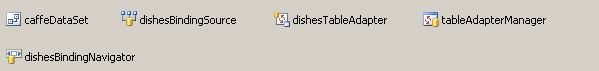 caffeDataSet dishesBindingSource dishesTableAdapter tableAdapterManager
dishesBindingNavigator